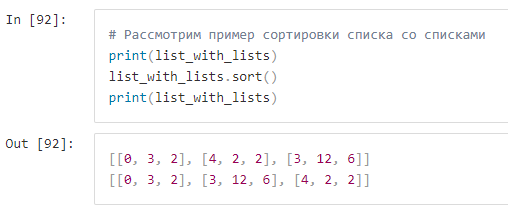 In [92]:
# Рассмотрим пример сортировки списка со списками
print(list_with_lists)
list_with_lists.sort()
print(list_with_lists)
Out [92]:
[[0, 3, 2], [4, 2, 2], [3, 12, 6]]
[[0, 3, 2], [3, 12, 6], [4, 2, 2]]